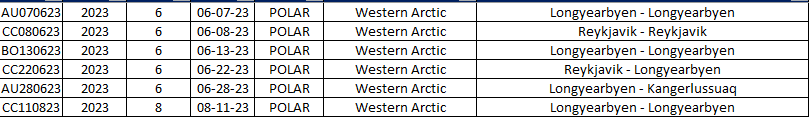 AU070623 2023 6 06-07-23 POLAR Western Arctic Longyearbyen - Longyearbyen
CC080623 2023 6 06-08-23 POLAR Western Arctic Reykjavik - Reykjavik
BO130623 2023 6 06-13-23 POLAR Western Arctic Longyearbyen - Longyearbyen
CC220623 2023 6 06-22-23 POLAR Western Arctic Reykjavik - Longyearbyen
AU280623 2023 6 06-28-23 POLAR Western Arctic Longyearbyen - Kangerlussuaq
CC110823 2023 8 08-11-23 POLAR Western Arctic Longyearbyen - Longyearbyen